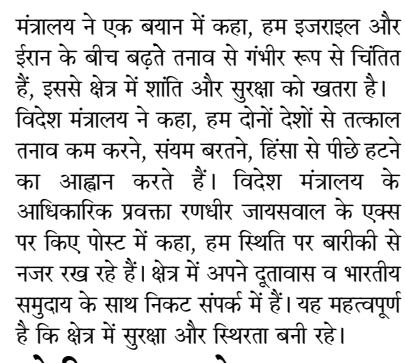 मंत्रालय ने एक बयान में कहा, हम इजराइल और
ईरान के बीच बढ़ते तनाव से गंभीर रूप से चिंतित
हैं, इससे क्षेत्र में शांति और सुरक्षा को खतरा है।
विदेश मंत्रालय ने कहा, हम दोनों देशों से तत्काल
तनाव कम करने, संयम बरतने, हिंसा से पीछे हटने
का आह्वान करते हैं। विदेश मंत्रालय के
आधिकारिक प्रवक्ता रणधीर जायसवाल के एक्स
पर किए पोस्ट में कहा, हम स्थिति पर बारीकी से
नजर रख रहे हैं। क्षेत्र में अपने दूतावास व भारतीय
समुदाय के साथ निकट संपर्क में हैं। यह महत्वपूर्ण
है कि क्षेत्र में सुरक्षा और स्थिरता बनी रहे।